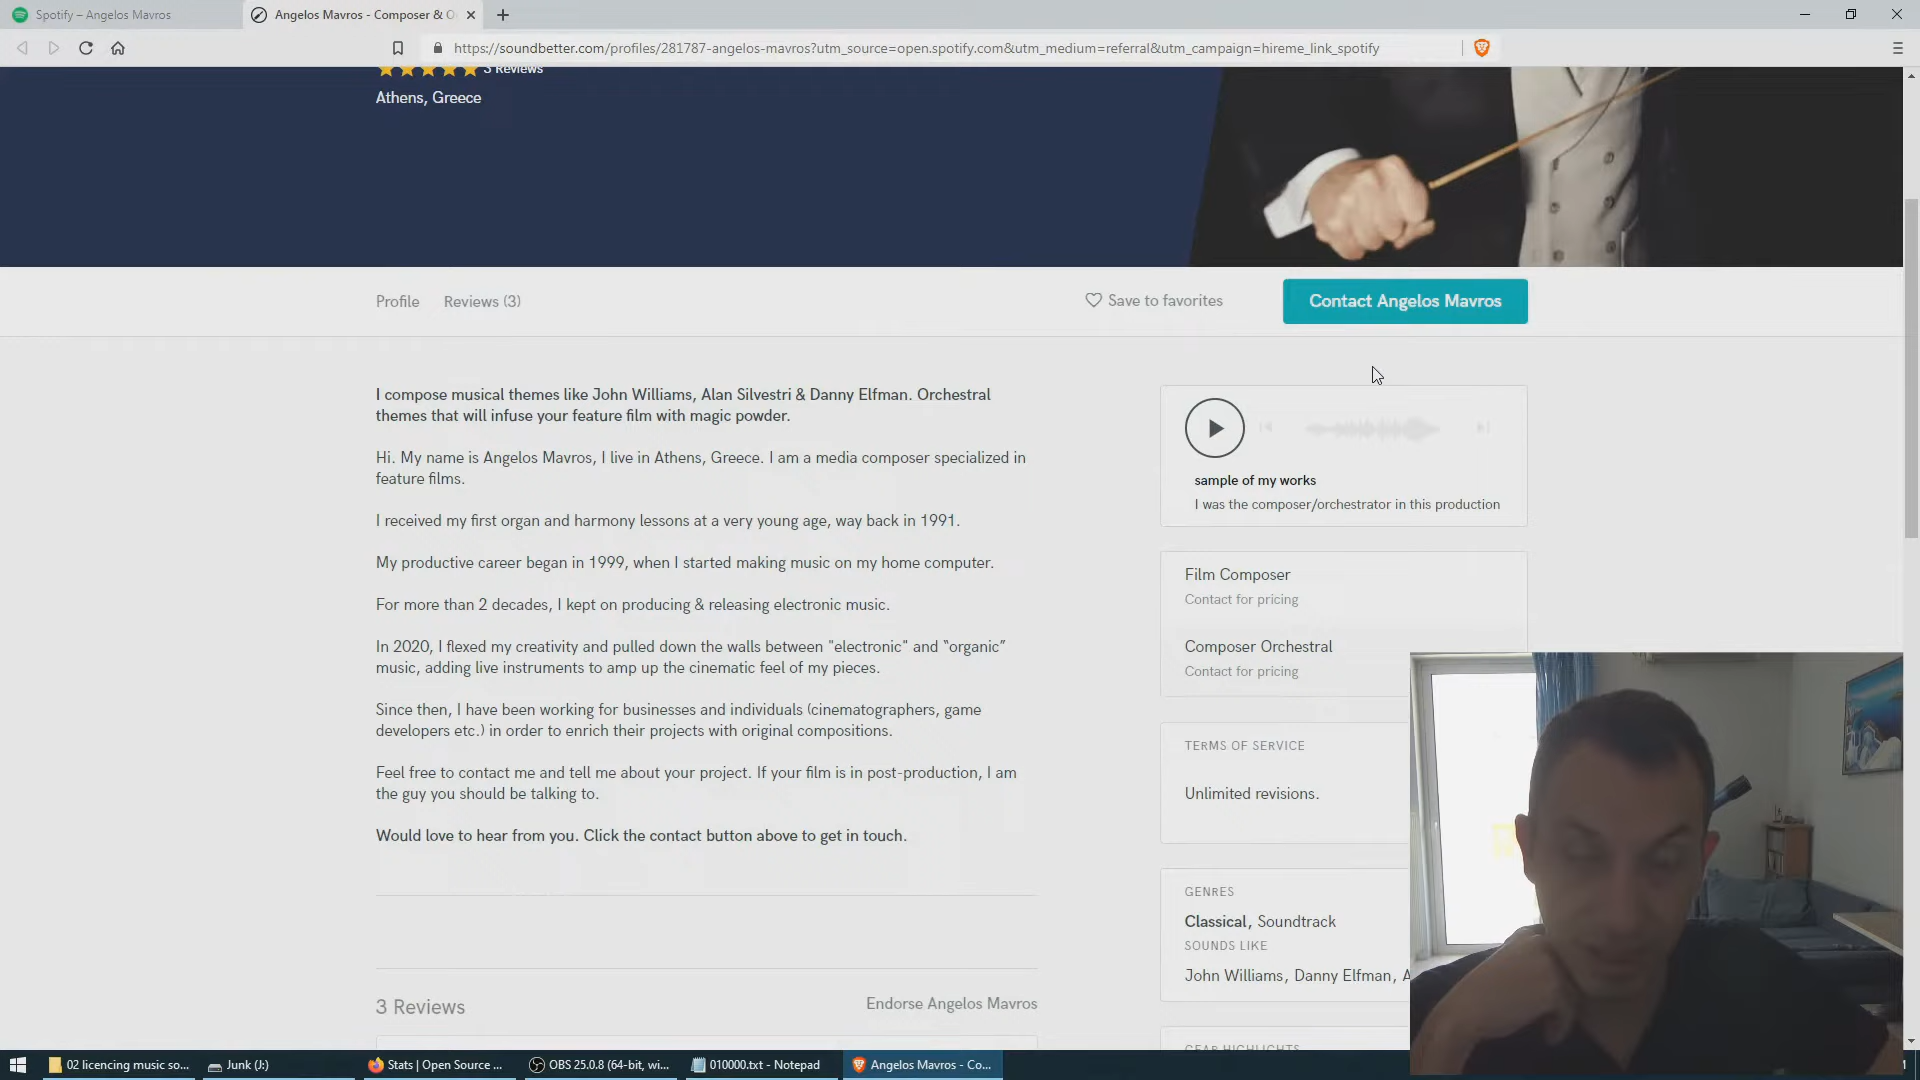 Spotify – Angelos Mavros
Angelos Mavros - Composer & O
https://soundbetter.com/profiles/281787-angelos-mavros?utm_source=open.spotify.com&utm_medium=referral&utm_campaign=hireme_link_spotify
3 Reviews
Athens, Greece
Profile
Reviews (3)
Save to favorites
Contact Angelos Mavros
I compose musical themes like John Williams, Alan Silvestri & Danny Elfman. Orchestral
themes that will infuse your feature film with magic powder.
Hi. My name is Angelos Mavros, I live in Athens, Greece. I am a media composer specialized in
feature films.
I received my first organ and harmony lessons at a very young age, way back in 1991.
My productive career began in 1999, when I started making music on my home computer.
For more than 2 decades, I kept on producing & releasing electronic music.
In 2020, I flexed my creativity and pulled down the walls between "electronic" and “organic”
music, adding live instruments to amp up the cinematic feel of my pieces.
Since then, I have been working for businesses and individuals (cinematographers, game
developers etc.) in order to enrich their projects with original compositions.
Feel free to contact me and tell me about your project. If your film is in post-production, I am
the guy you should be talking to.
Would love to hear from you. Click the contact button above to get in touch.
3 Reviews
Endorse Angelos Mavros
sample of my works
I was the composer/orchestrator in this production
Film Composer
Contact for pricing
Composer Orchestral
Contact for pricing
TERMS OF SERVICE
Unlimited revisions.
GENRES
Classical, Soundtrack
SOUNDS LIKE
John Williams, Danny Elfman, A
GEAR HIGHLIGHTS
02 licencing music so...
Junk (J:)
Stats | Open Source ...
OBS 25.0.8 (64-bit, wi...
010000.txt - Notepad
Angelos Mavros - Co...